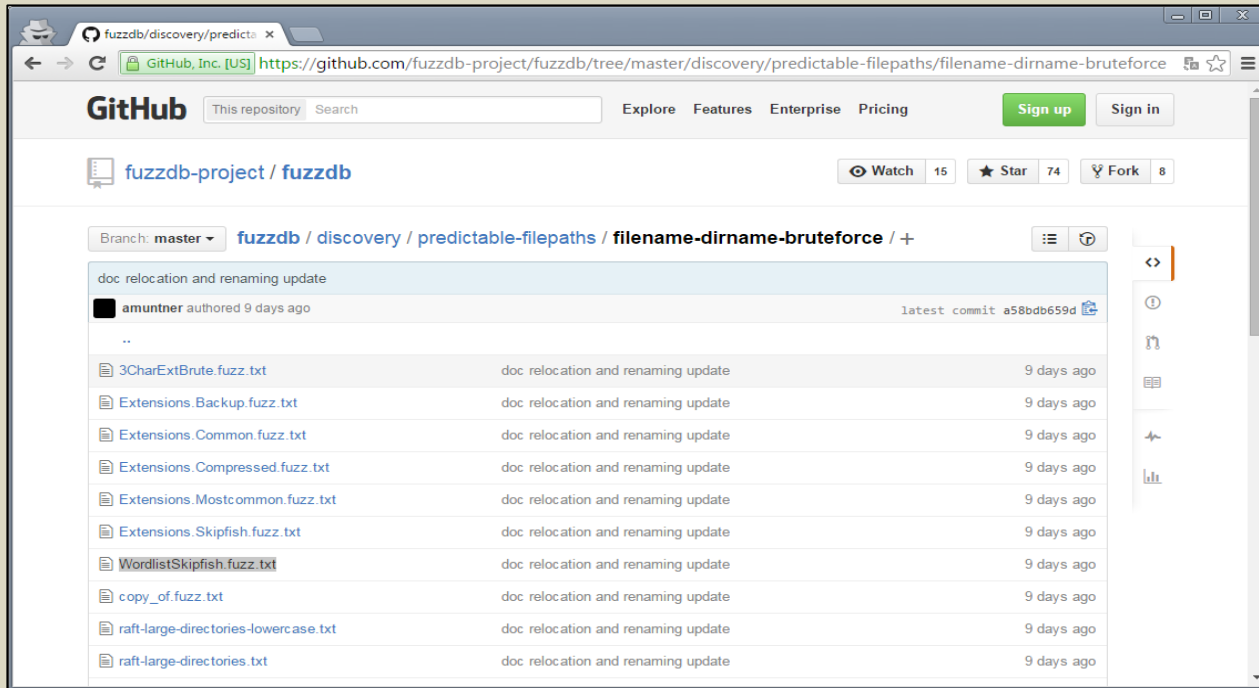 fuzzdb/discovery/predicta
GitHub, Inc. [US] https://github.com/fuzzdb-project/fuzzdb/tree/master/discovery/predictable-filepaths/filename-dirname-bruteforce
GitHub This repository Search Explore Features Enterprise Pricing Sign up Sign in
fuzzdb-project / fuzzdb Watch 15 Star 74 Fork 8
Branch: master fuzzdb / discovery / predictable-filepaths / filename-dirname-bruteforce / +
doc relocation and renaming update
amuntner authored 9 days ago latest commit a58bdb659d
..
3CharExtBrute.fuzz.txt doc relocation and renaming update 9 days ago
Extensions.Backup.fuzz.txt doc relocation and renaming update 9 days ago
Extensions.Common.fuzz.txt doc relocation and renaming update 9 days ago
Extensions.Compressed.fuzz.txt doc relocation and renaming update 9 days ago
Extensions.Mostcommon.fuzz.txt doc relocation and renaming update 9 days ago
Extensions.Skipfish.fuzz.txt doc relocation and renaming update 9 days ago
WordlistSkipfish.fuzz.txt doc relocation and renaming update 9 days ago
copy_of.fuzz.txt doc relocation and renaming update 9 days ago
raft-large-directories-lowercase.txt doc relocation and renaming update 9 days ago
raft-large-directories.txt doc relocation and renaming update 9 days ago